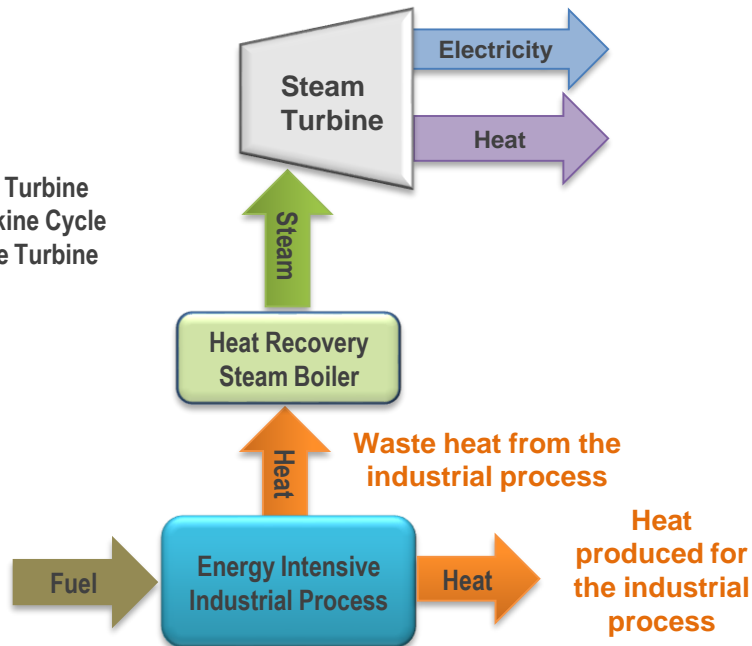 Electricity
Steam
Turbine
Heat
Turbine
Cycle
Turbine
Steam
Heat Recovery
Steam Boiler
Heat
Waste heat from the
industrial process
Heat
produced for
the industrial
process
Fuel
Energy Intensive
Industrial Process
Heat